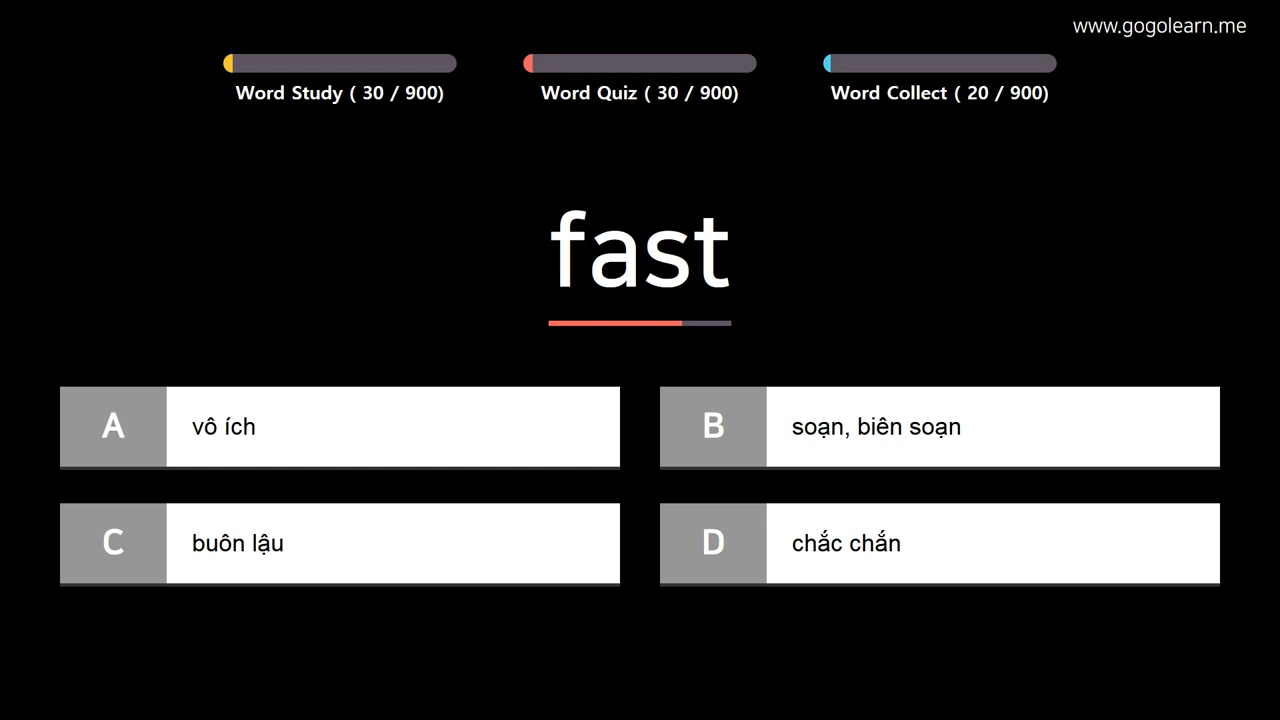 www.gogolearn.me
Word Study ( 30 / 900)
Word Quiz ( 30 / 900)
Word Collect ( 20 / 900)
fast
A
vô ích
B
soạn, biên soạn
C
buôn lậu
D
chắc chắn